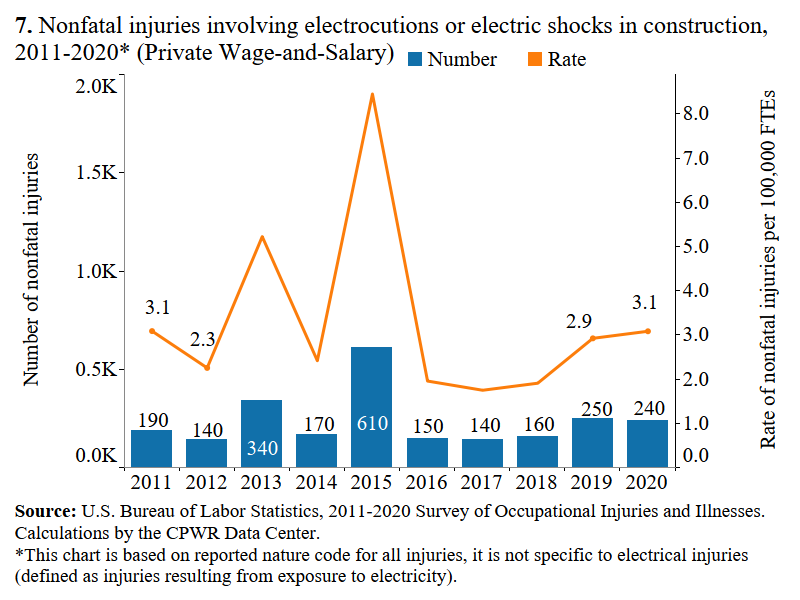 7. Nonfatal injuries involving electrocutions or electric shocks in construction,
2011-2020* (Private Wage-and-Salary)
Number
Rate
Number of nonfatal injuries
2.0K
1.5K
1.0K
0.5K
0.0K
8.0
7.0
6.0
5.0
4.0
3.0
2.0
1.0
0.0
Rate of nonfatal injuries per 100,000 FTEs
3.1
2.3
2.9
3.1
190
140
340
170
610
150
140
160
250
240
2011 2012 2013 2014 2015 2016 2017 2018 2019 2020
Source: U.S. Bureau of Labor Statistics, 2011-2020 Survey of Occupational Injuries and Illnesses.
Calculations by the CPWR Data Center.
*This chart is based on reported nature code for all injuries, it is not specific to electrical injuries
(defined as injuries resulting from exposure to electricity).